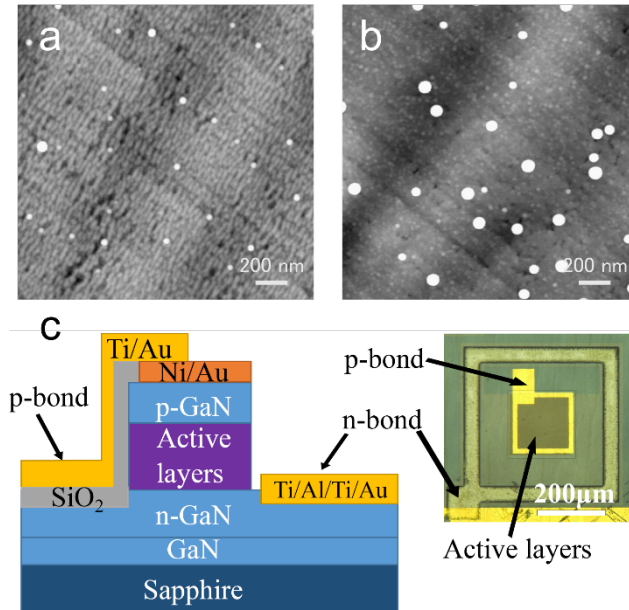 a
b
200 nm
200 nm
c
Ti/Au
Ni/Au
p-bond
p-GaN
Active
layers
SiO₂
Ti/Al/Ti/Au
n-GaN
GaN
Sapphire
p-bond
n-bond
200µm
Active layers